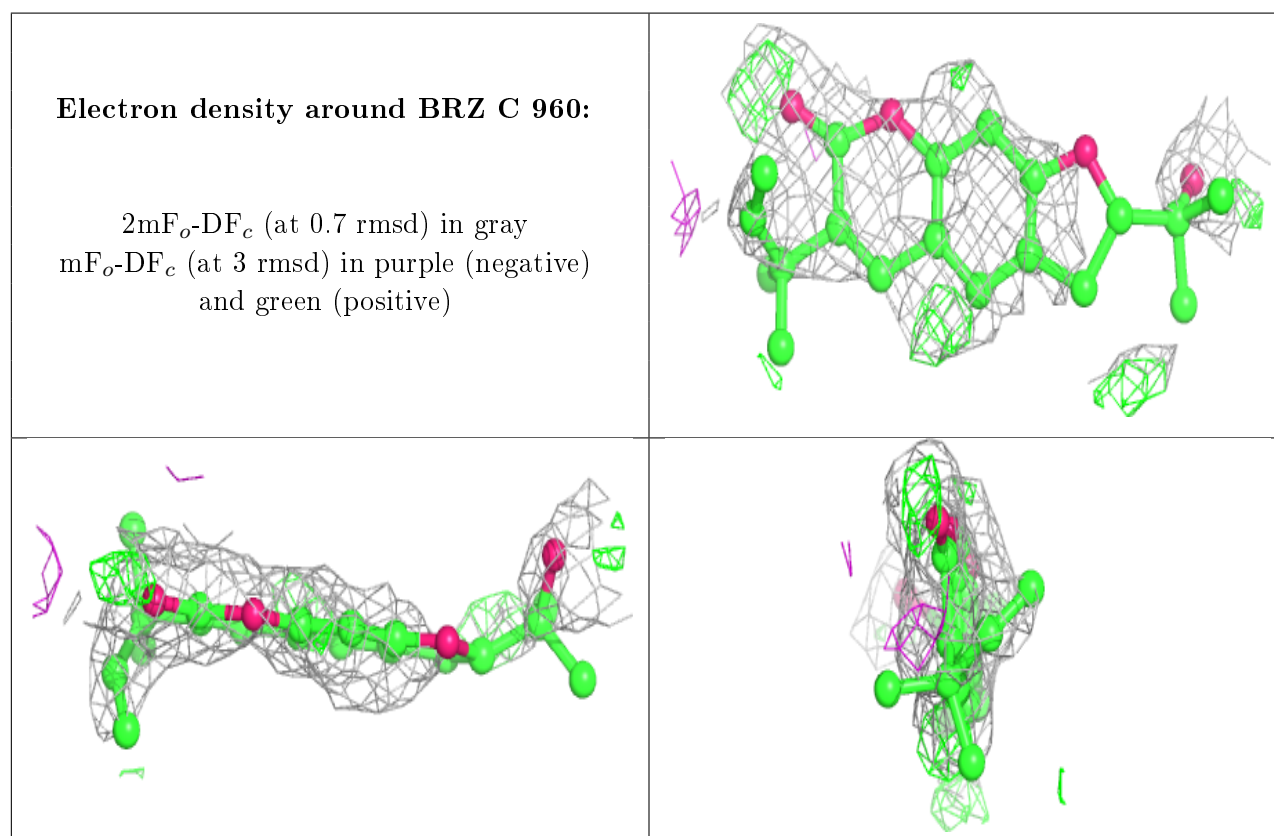 Electron density around BRZ C 960:
2mFo-DFc (at 0.7 rmsd) in gray
mFo-DFc (at 3 rmsd) in purple (negative)
and green (positive)